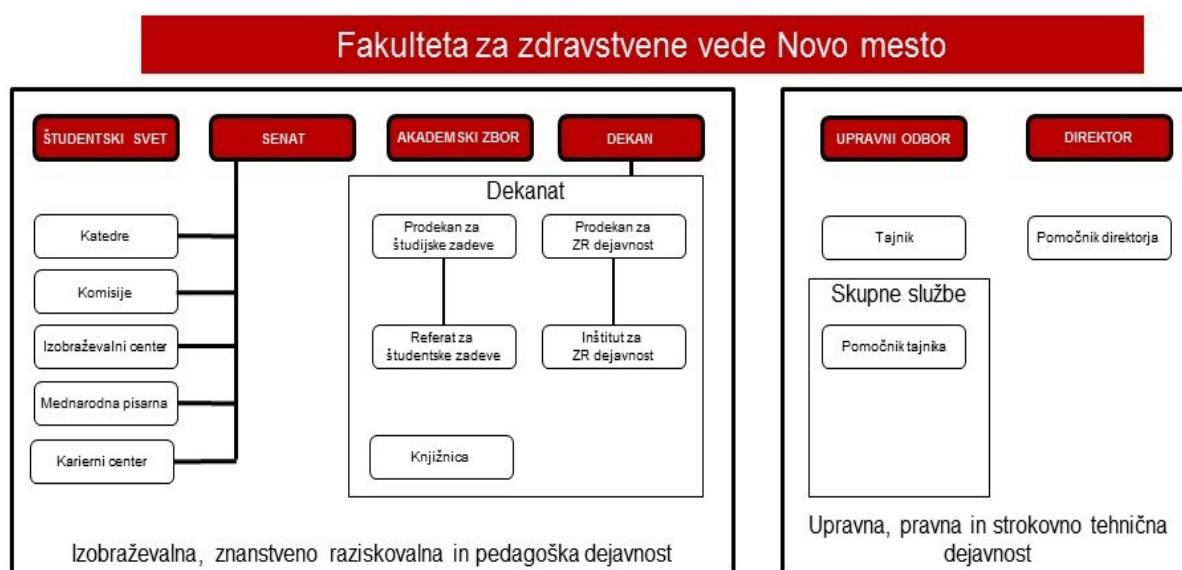 Fakulteta za zdravstvene vede Novo mesto
ŠTUDENTSKI SVET
SENAT
AKADEMSKI ZBOR
DEKAN
Dekanat
Katedre
Komisije
Izobraževalni center
Mednarodna pisarna
Karierni center
Prodekan za
študijske zadeve
Prodekan za
ZR dejavnost
Referat za
študentske zadeve
Inštitut za
ZR dejavnost
Knjižnica
Izobraževalna, znanstveno raziskovalna in pedagoška dejavnost
UPRAVNI ODBOR
DIREKTOR
Tajnik
Pomočnik direktorja
Skupne službe
Pomočnik tajnika
Upravna, pravna in strokovno tehnična
dejavnost